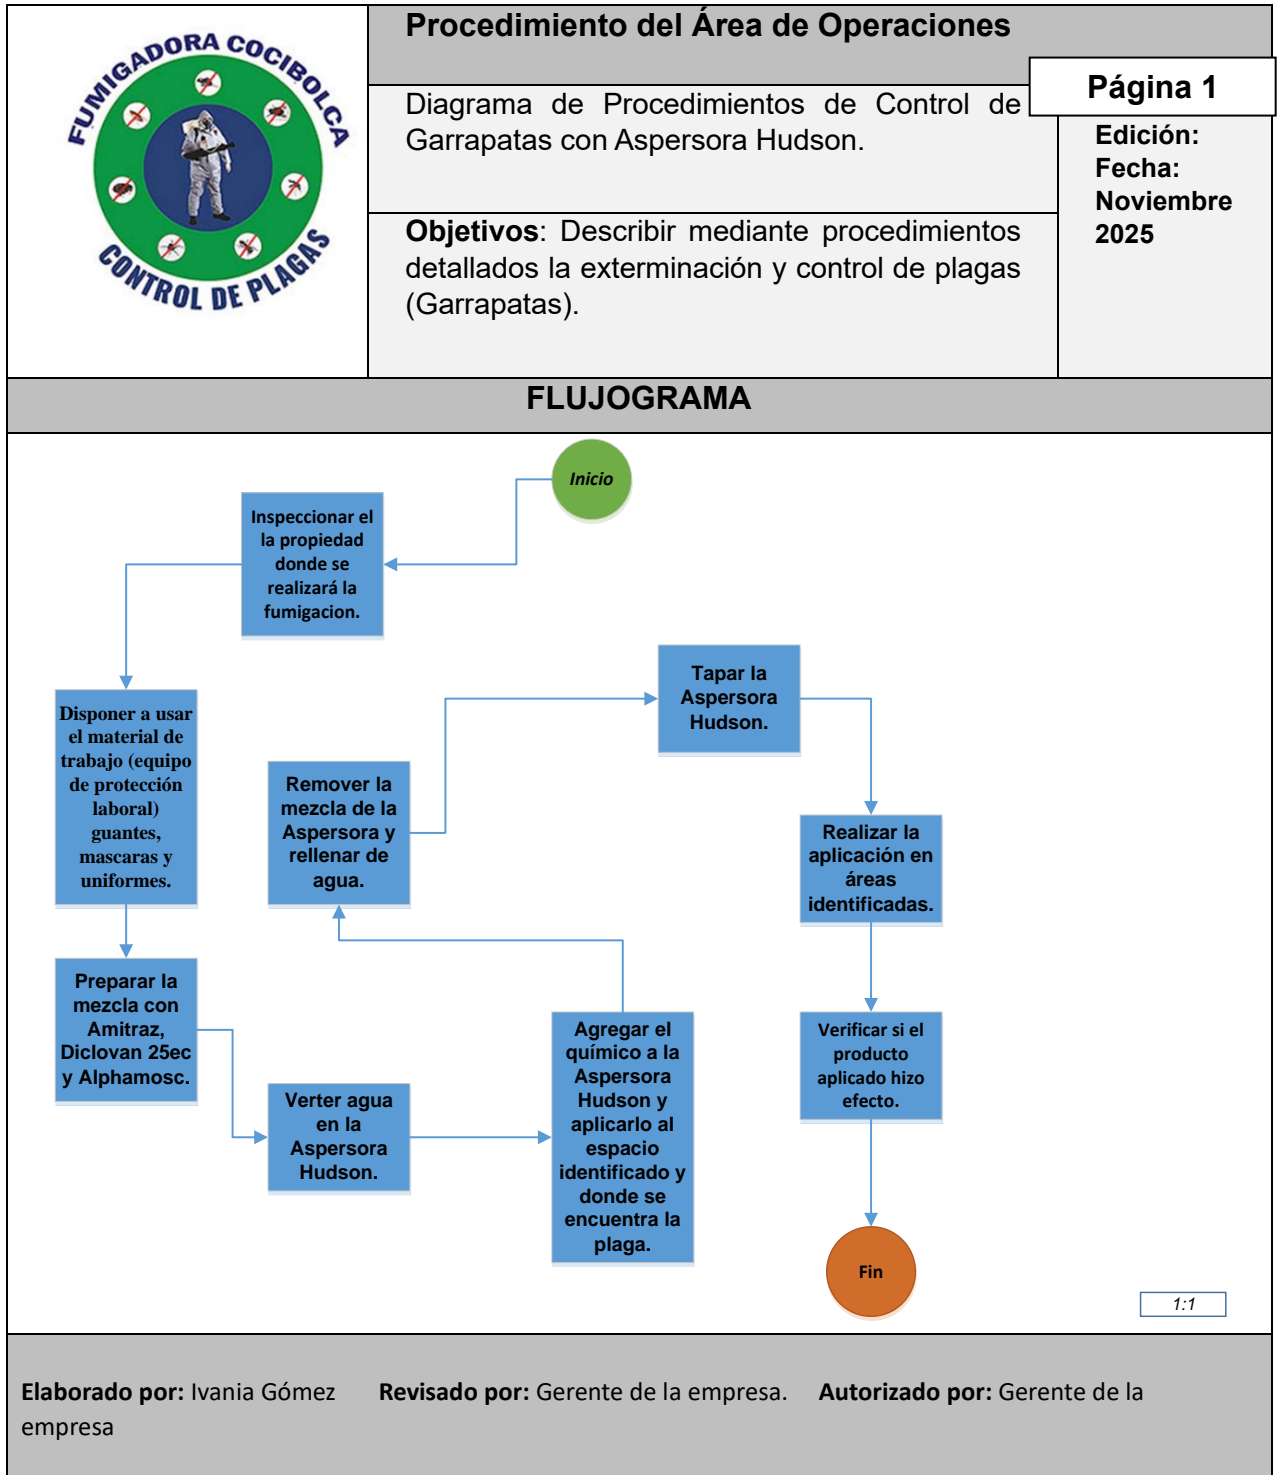 FUMIGADORA COCIBOLCA
CONTROL DE PLAGAS
Procedimiento del Área de Operaciones
Página 1
Diagrama de Procedimientos de Control de
Garrapatas con Aspersora Hudson.
Edición:
Fecha:
Noviembre
2025
Objetivos: Describir mediante procedimientos
detallados la exterminación y control de plagas
(Garrapatas).
FLUJOGRAMA
Inicio
Inspeccionar el
la propiedad
donde se
realizará la
fumigacion.
Disponer a usar
el material de
trabajo (equipo
de protección
laboral)
guantes,
mascaras y
uniformes.
Preparar la
mezcla con
Amitraz,
Diclovan 25ec
y Alphamosc.
Verter agua
en la
Aspersora
Hudson.
Agregar el
químico a la
Aspersora
Hudson y
aplicarlo al
espacio
identificado y
donde se
encuentra la
plaga.
Remover la
mezcla de la
Aspersora y
rellenar de
agua.
Tapar la
Aspersora
Hudson.
Realizar la
aplicación en
áreas
identificadas.
Verificar si el
producto
aplicado hizo
efecto.
Fin
1:1
Elaborado por: Ivania Gómez Revisado por: Gerente de la empresa. Autorizado por: Gerente de la
empresa